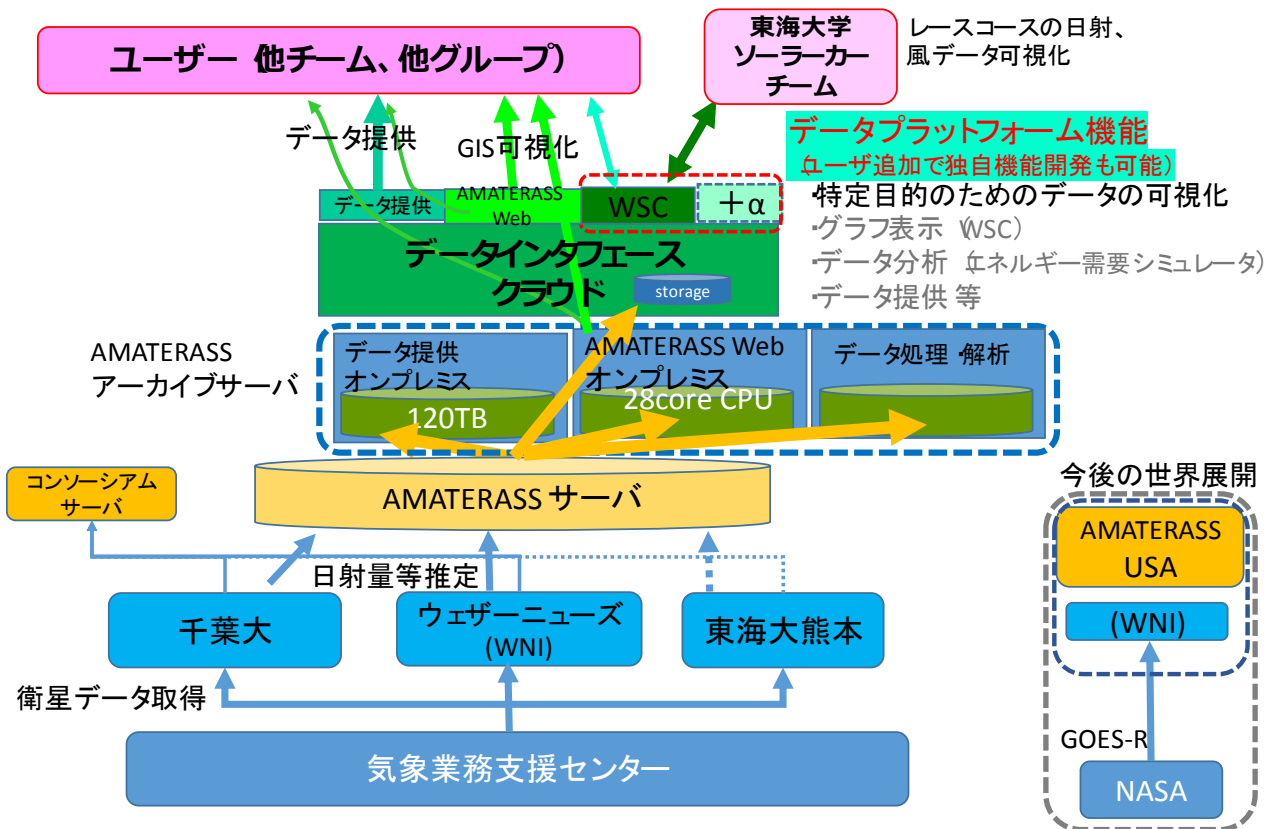 ユーザー (他チーム、他グループ)
東海大学
ソーラーカー
チーム
レースコースの日射、
風データ可視化
データ提供
GIS可視化
データプラットフォーム機能
(ユーザ追加で独自機能開発も可能)
データ提供
AMATERASS
Web
WSC
+α
・特定目的のためのデータの可視化
・グラフ表示 (WSC)
・データ分析 (エネルギー需要シミュレータ)
・データ提供 等
データインタフェース
クラウド
storage
AMATERASS
アーカイブサーバ
データ提供
オンプレミス
120TB
AMATERASS Web
オンプレミス
28core CPU
データ処理・解析
コンソーシアム
サーバ
AMATERASS サーバ
今後の世界展開
AMATERASS
USA
(WNI)
GOES-R
NASA
日射量等推定
千葉大
ウェザーニューズ
(WNI)
東海大熊本
衛星データ取得
気象業務支援センター